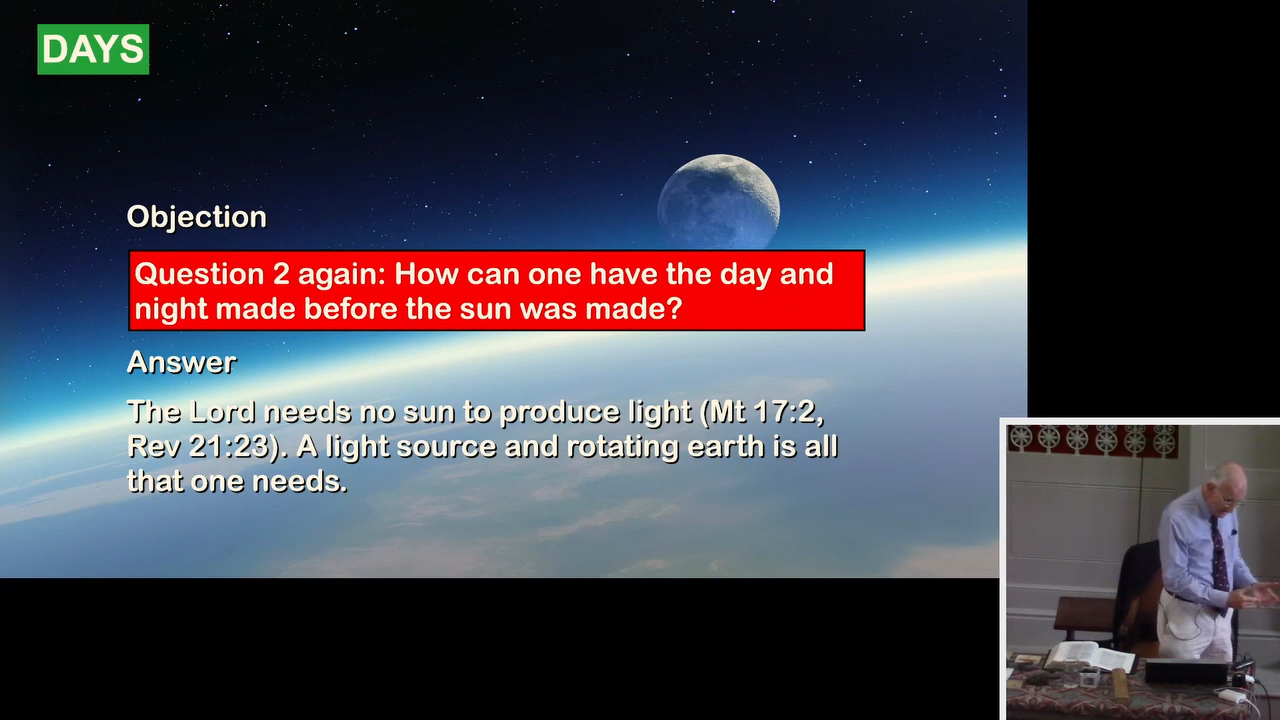 DAYS
Objection
Question 2 again: How can one have the day and
night made before the sun was made?
Answer
The Lord needs no sun to produce light (Mt 17:2,
Rev 21:23). A light source and rotating earth is all
that one needs.